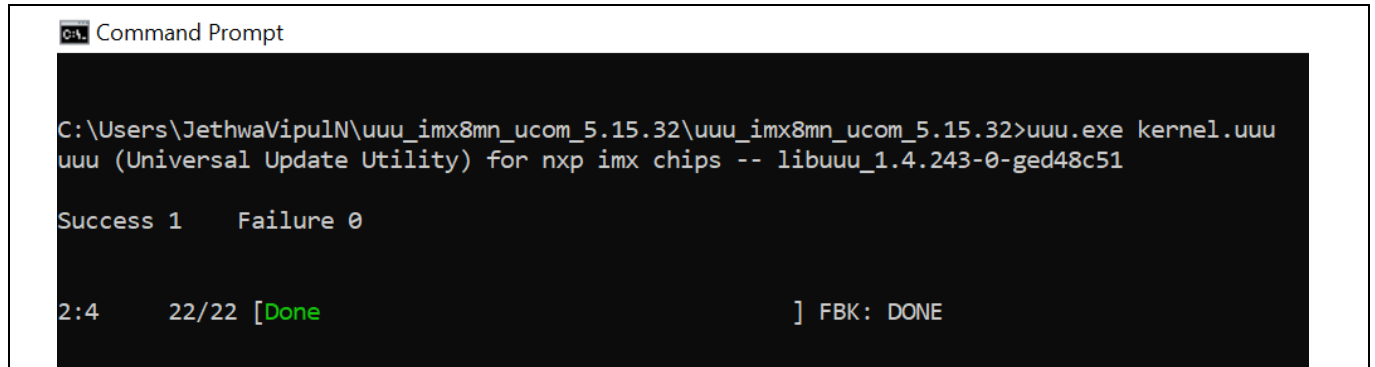 Command Prompt
C:\Users\JethwaVipulN\uuu_imx8mn_ucom_5.15.32\uuu_imx8mn_ucom_5.15.32>uuu.exe kernel.uuu
uuu (Universal Update Utility) for nxp imx chips -- libuuu_1.4.243-0-ged48c51
Success 1    Failure 0
2:4      22/22 [Done                                  ] FBK: DONE